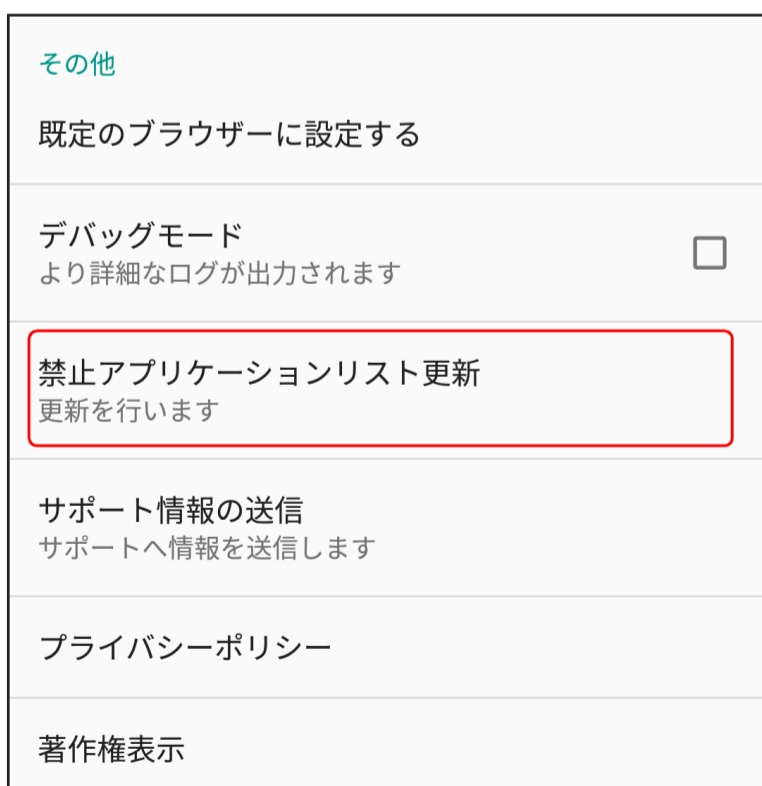 その他
既定のブラウザーに設定する
デバッグモード
より詳細なログが出力されます
禁止アプリケーションリスト更新
更新を行います
サポート情報の送信
サポートへ情報を送信します
プライバシーポリシー
著作権表示